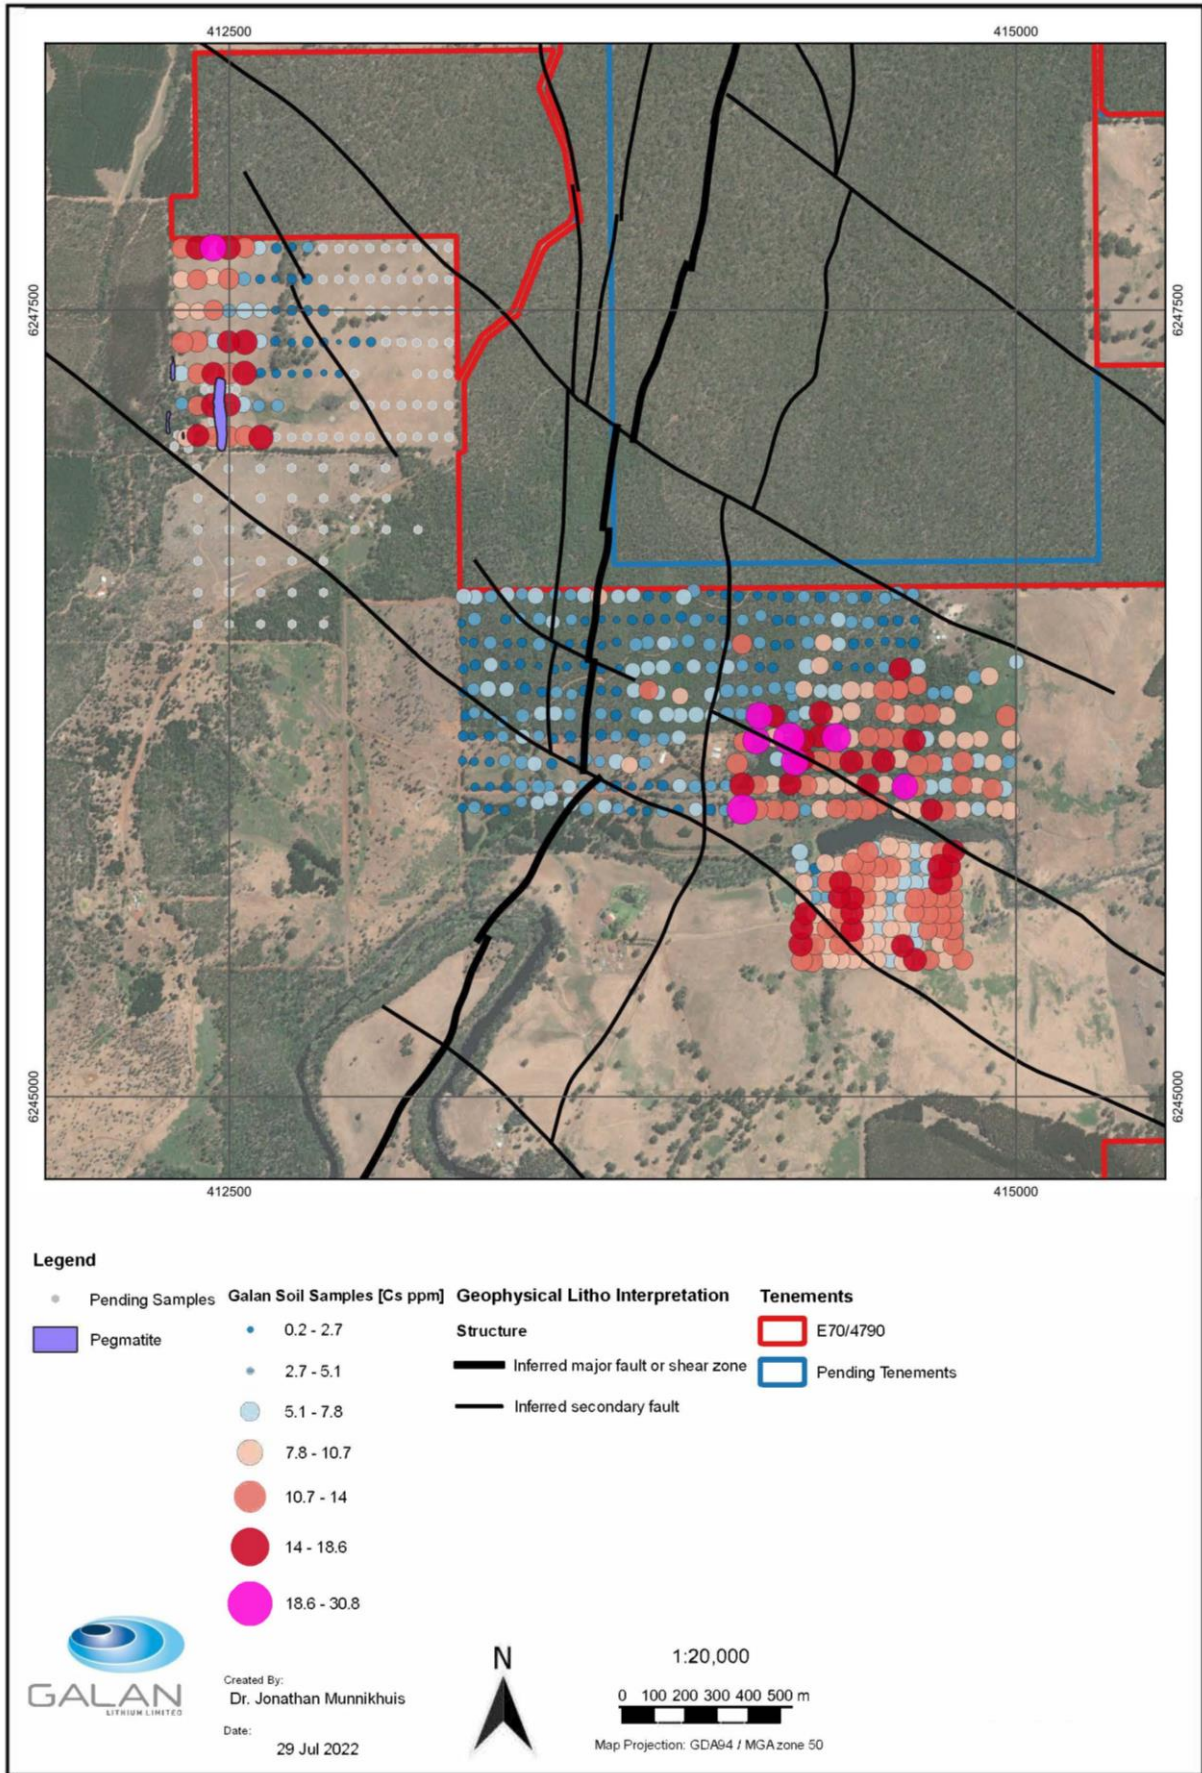 412500 415000
6247500 6247500
6245000 6245000
412500 415000
Legend
Pending Samples
Pegmatite
Galan Soil Samples [Cs ppm]
0.2 - 2.7
2.7 - 5.1
5.1 - 7.8
7.8 - 10.7
10.7 - 14
14 - 18.6
18.6 - 30.8
Geophysical Litho Interpretation
Structure
Inferred major fault or shear zone
Inferred secondary fault
Tenements
E70/4790
Pending Tenements
GALAN
LITHIUM LIMITED
Created By:
Dr. Jonathan Munnikhuis
Date:
29 Jul 2022
N
1:20,000
0 100 200 300 400 500 m
Map Projection: GDA94 / MGA zone 50